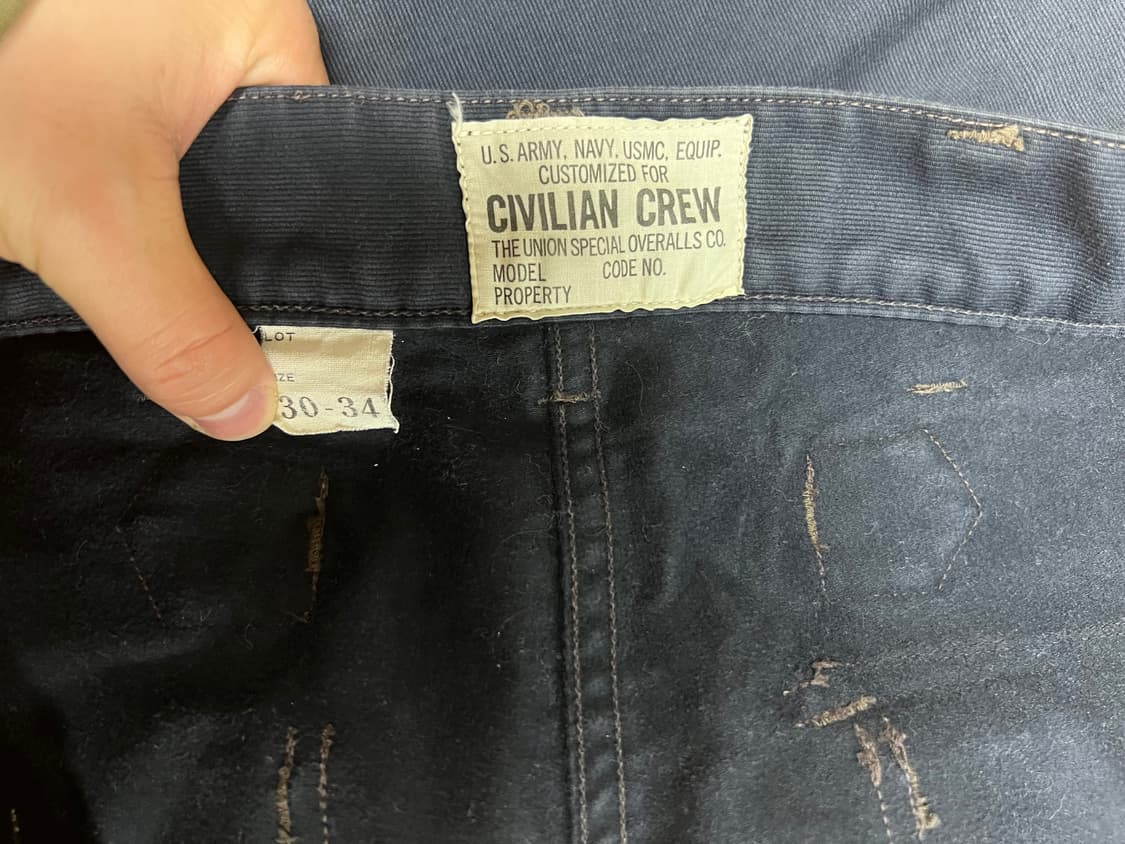 U.S. ARMY, NAVY, USMC, EQUIP.
CUSTOMIZED FOR
CIVILIAN CREW
THE UNION SPECIAL OVERALLS CO.
MODEL CODE NO.
PROPERTY
LOT
ZE
30-34